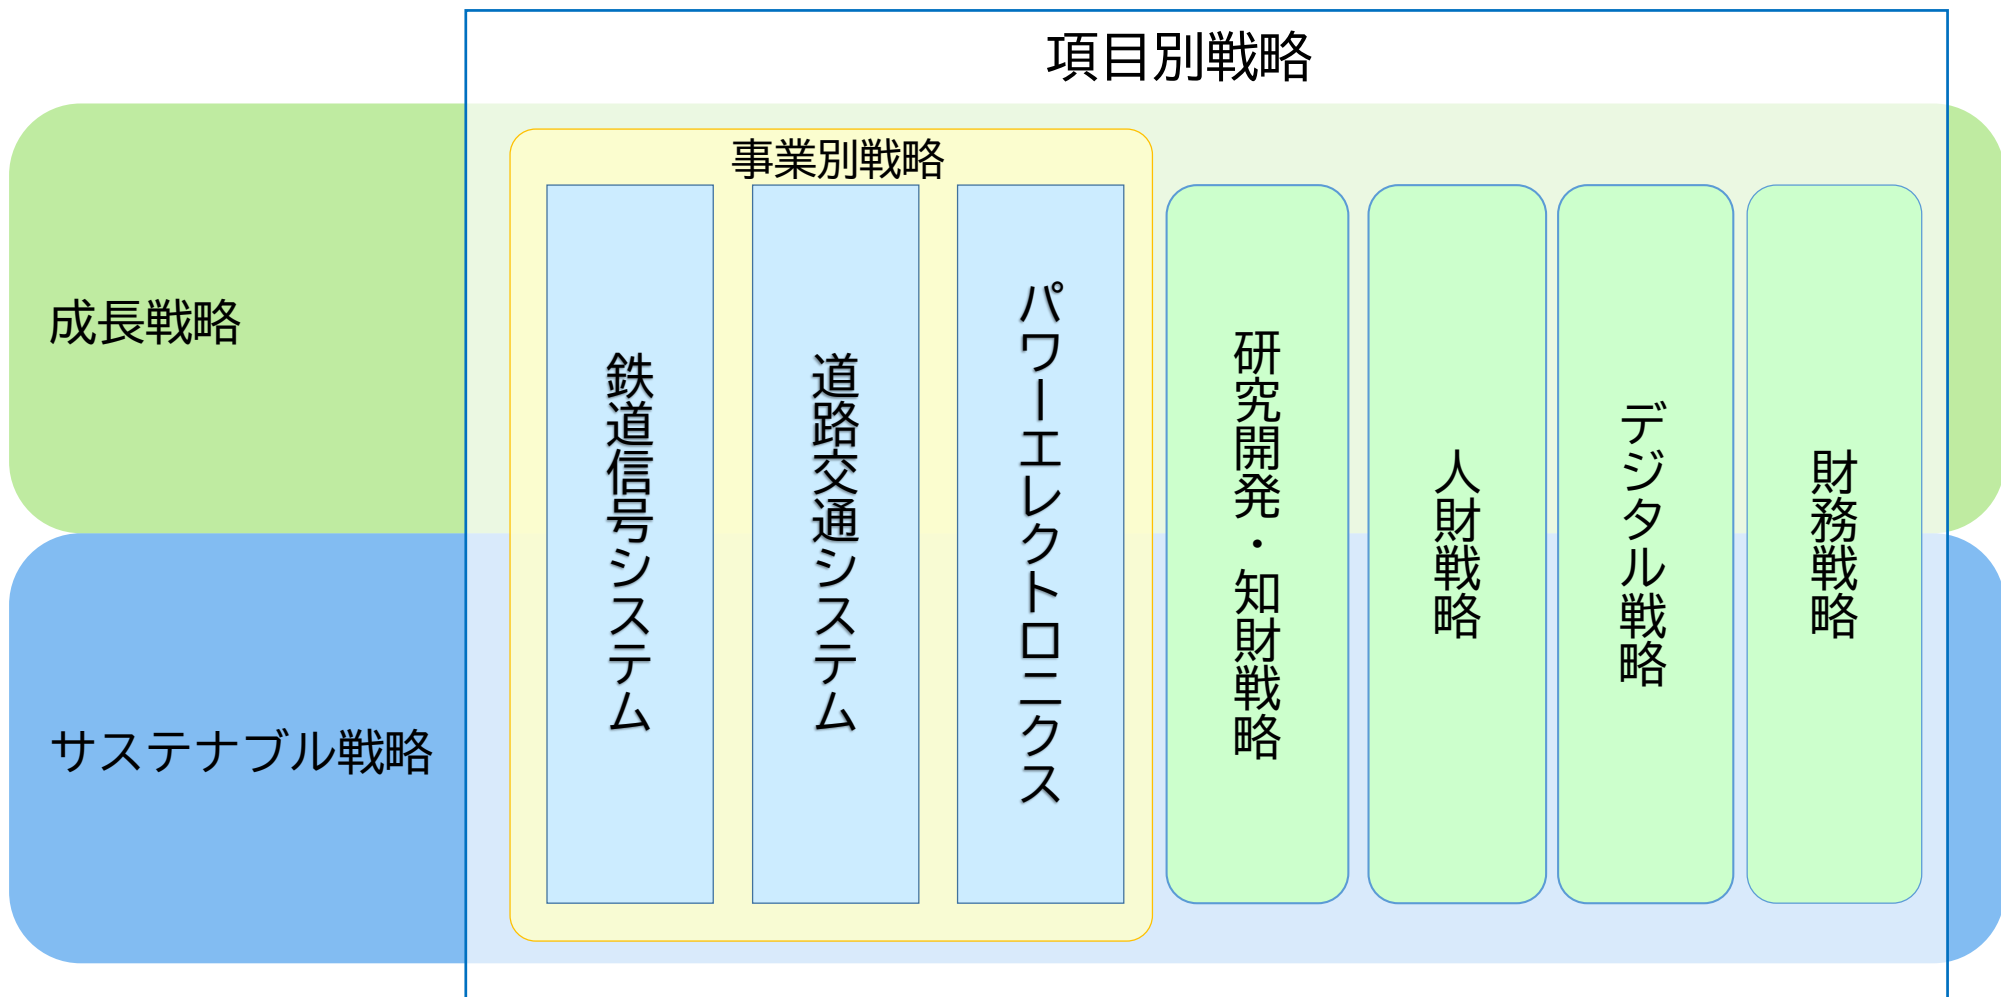 項目別戦略
事業別戦略
成長戦略
サステナブル戦略
鉄道信号システム
道路交通システム
パワーエレクトロニクス
研究開発・知財戦略
人財戦略
デジタル戦略
財務戦略